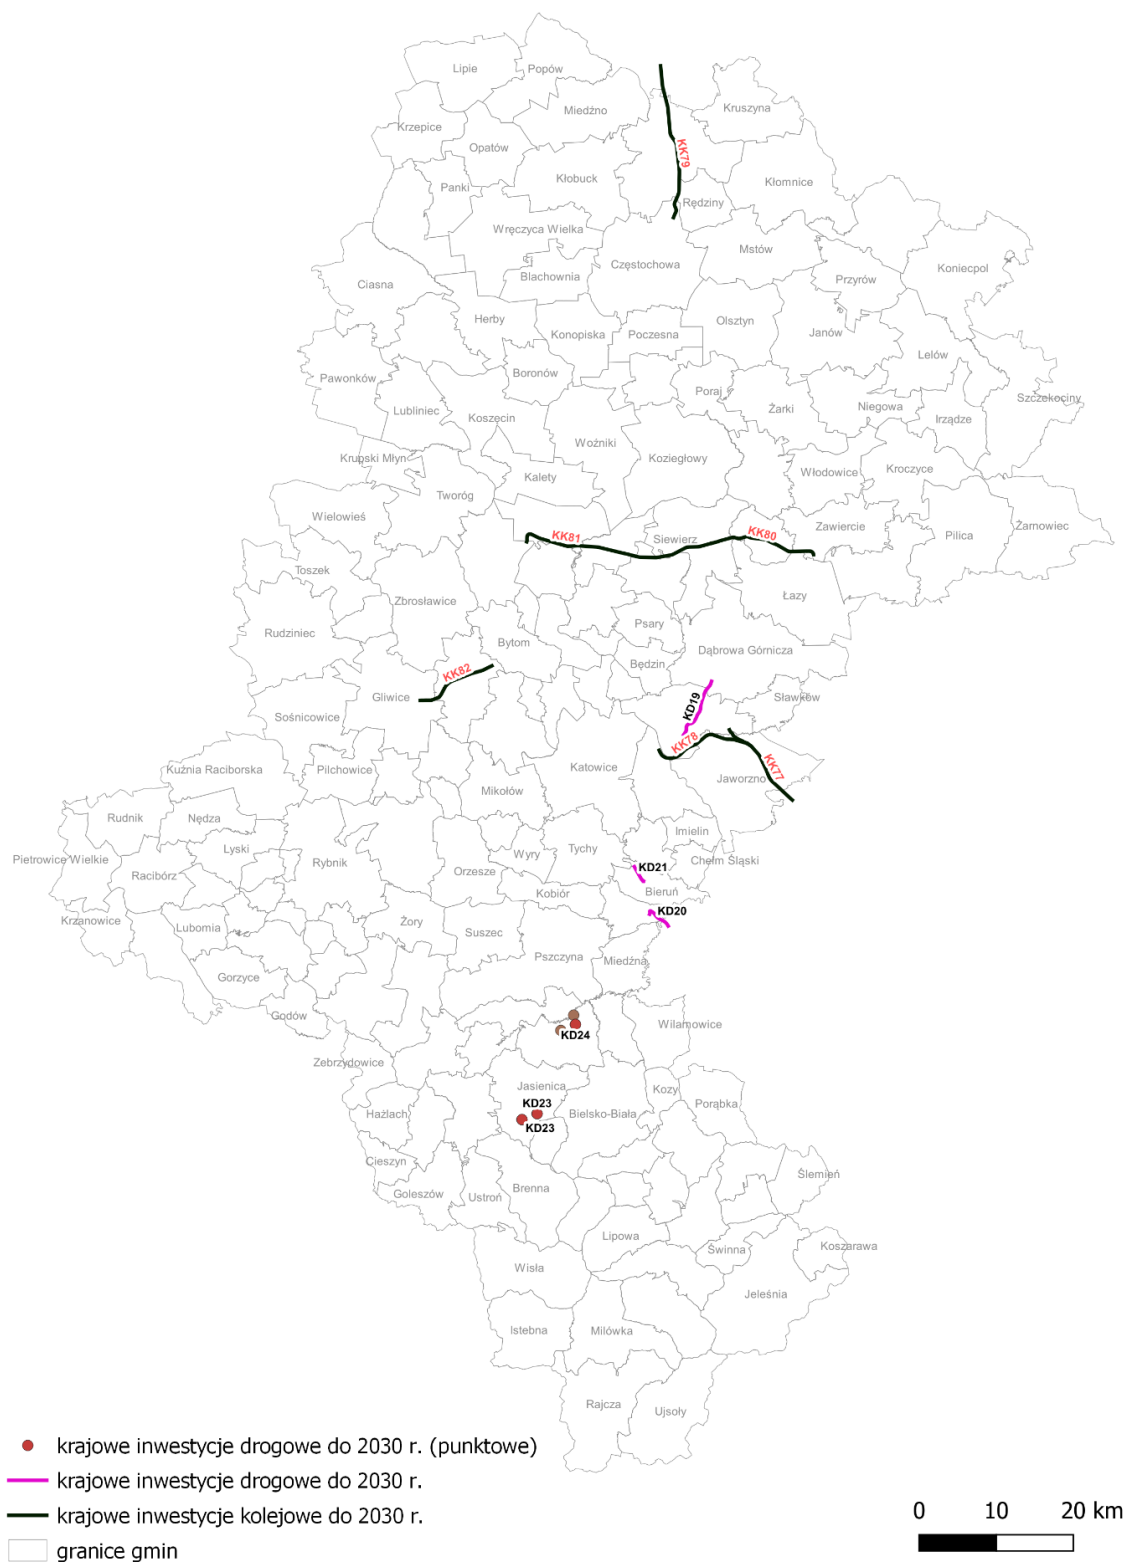 Lipie
Popów
Miedźno
Kruszyna
Krzepice
Opatów
KK79
Kłobuck
Panki
Kłomnice
Rędziny
Wręczyca Wielka
Mstów
Częstochowa
Koniecpol
Blachownia
Przyrów
Ciasna
Herby
Olsztyn
Konopiska
Poczesna
Janów
Lelów
Boronów
Pawonków
Poraj
Szczekociny
Żarki
Niegowa
Lubliniec
Koszęcin
Irządze
Woźniki
Krupski Młyn
Koziegłowy
Kroczyce
Włodowice
Kalety
Tworóg
Wielowieś
Zawiercie
Żarnowiec
KK81
KK80
Pilica
Siewierz
Toszek
Łazy
Zbrosławice
Psary
Rudziniec
Bytom
Dąbrowa Górnicza
Będzin
KK82
Gliwice
Sławków
KD19
Sośnicowice
KK78
Katowice
KK77
Kuźnia Raciborska
Pilchowice
Jaworzno
Mikołów
Rudnik
Nędza
Imielin
Lyski
Tychy
Wyry
Pietrowice Wielkie
Rybnik
Chełm Śląski
KD21
Orzesze
Racibórz
Kobiór
Bieruń
KD20
Krzanowice
Żory
Lubomia
Suszec
Pszczyna
Miedźna
Gorzyce
Godów
Wilamowice
KD24
Zebrzydowice
Jasienica
Kozy
KD23
Porąbka
Hażlach
Bielsko-Biała
KD23
Cieszyn
Ślemień
Brenna
Goleszów
Ustroń
Lipowa
Koszarawa
Świnna
Wisła
Jeleśnia
Istebna
Milówka
Rajcza
Ujsoły
krajowe inwestycje drogowe do 2030 r. (punktowe)
krajowe inwestycje drogowe do 2030 r.
krajowe inwestycje kolejowe do 2030 r.
granice gmin
0 10 20 km